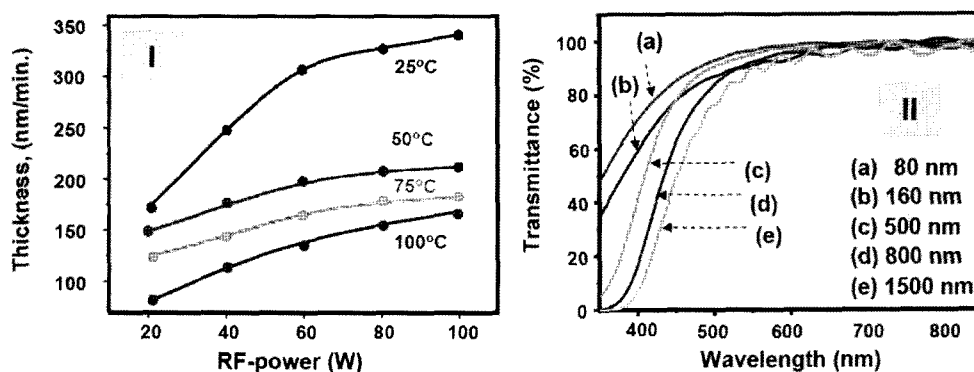 I
Thickness, (nm/min.)
350
300
250
200
150
100
25°C
50°C
75°C
100°C
20 40 60 80 100
RF-power (W)
II
Transmittance (%)
100
80
60
40
20
0
(a)
(b)
(c)
(d)
(e)
(a) 80 nm
(b) 160 nm
(c) 500 nm
(d) 800 nm
(e) 1500 nm
400 500 600 700 800
Wavelength (nm)